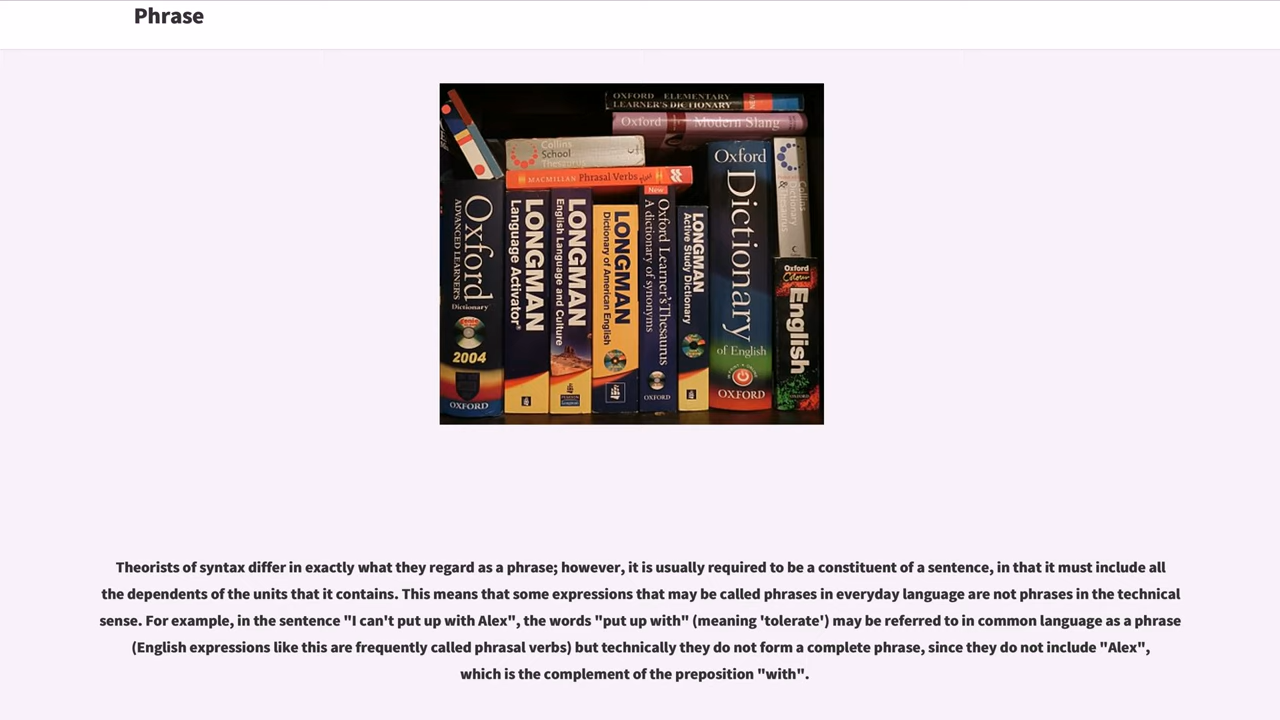 Phrase
OXFORD ELEMENTARY
LEARNER'S DICTIONARY
NEW
Oxford Modern Slang
Collins
School
Thesaurus
MACMILLAN Phrasal Verbs Plus
Oxford
ADVANCED LEARNER'S
Dictionary
2004
OXFORD
LONGMAN
Language Activator®
LONGMAN
English Language and Culture
LONGMAN
Dictionary of American English
New
Oxford Learner's Thesaurus
A dictionary of synonyms
OXFORD
LONGMAN
Active Study Dictionary
Oxford
Dictionary
of English
OXFORD
Collins
Dictionary
& Thesaurus
Oxford
Colour
English
OXFORD
Theorists of syntax differ in exactly what they regard as a phrase; however, it is usually required to be a constituent of a sentence, in that it must include all
the dependents of the units that it contains. This means that some expressions that may be called phrases in everyday language are not phrases in the technical
sense. For example, in the sentence "I can't put up with Alex", the words "put up with" (meaning 'tolerate') may be referred to in common language as a phrase
(English expressions like this are frequently called phrasal verbs) but technically they do not form a complete phrase, since they do not include "Alex",
which is the complement of the preposition "with".